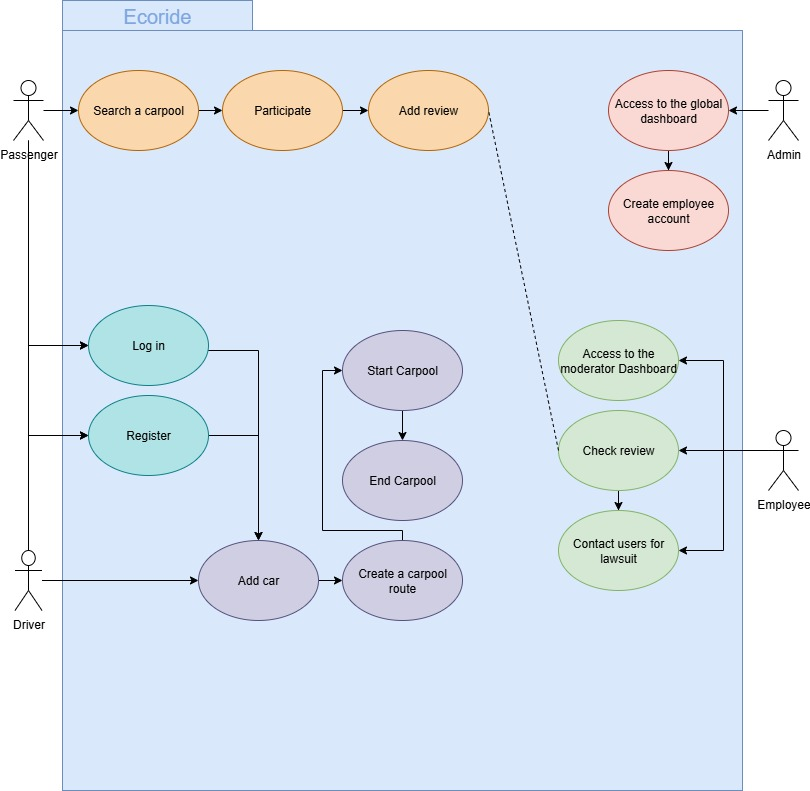 Ecoride
Search a carpool
Participate
Add review
Access to the global
dashboard
Passenger
Admin
Create employee
account
Log in
Start Carpool
Access to the
moderator Dashboard
Register
Check review
End Carpool
Employee
Contact users for
lawsuit
Add car
Create a carpool
route
Driver